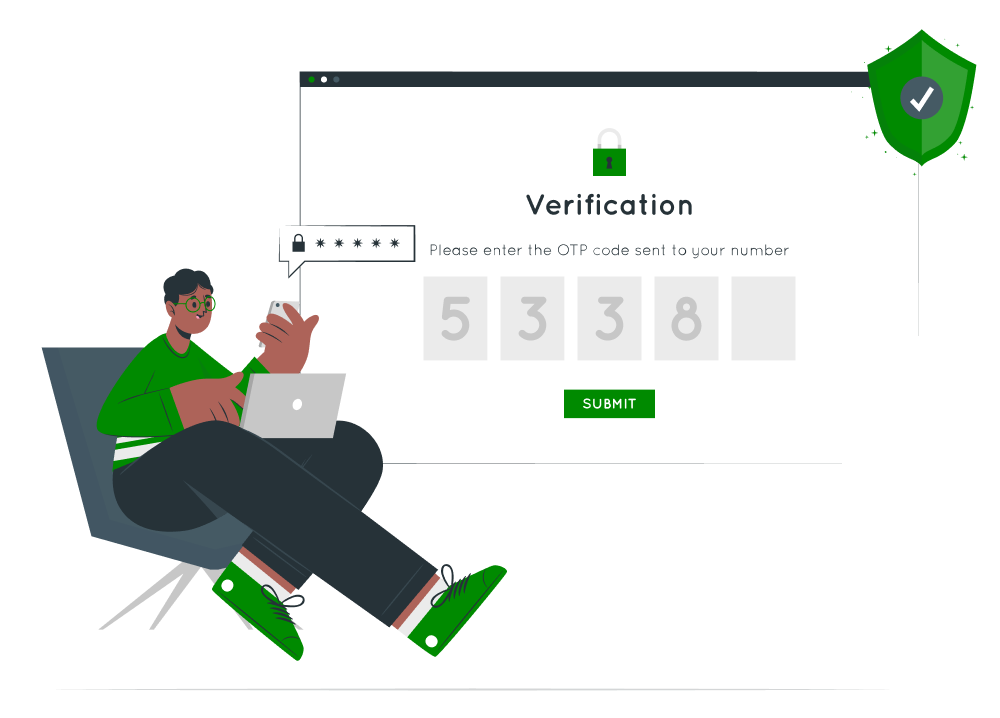 Verification
* * * * *
Please enter the OTP code sent to your number
5 3 3 8
SUBMIT